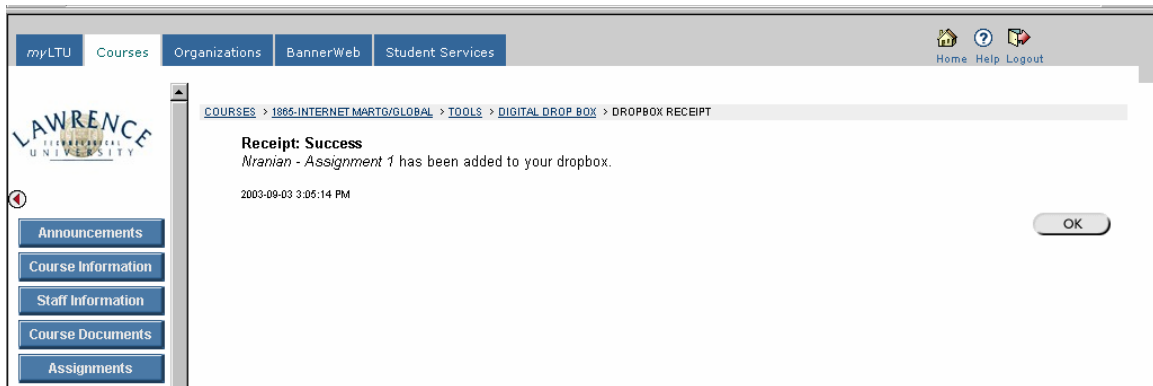 myLTU Courses Organizations BannerWeb Student Services
Home Help Logout
LAWRENCE
TECHNOLOGICAL
UNIVERSITY
COURSES > 1865-INTERNET MARTG/GLOBAL > TOOLS > DIGITAL DROP BOX > DROPBOX RECEIPT
Receipt: Success
Nranian - Assignment 1 has been added to your dropbox.
2003-09-03 3:05:14 PM
OK
Announcements
Course Information
Staff Information
Course Documents
Assignments